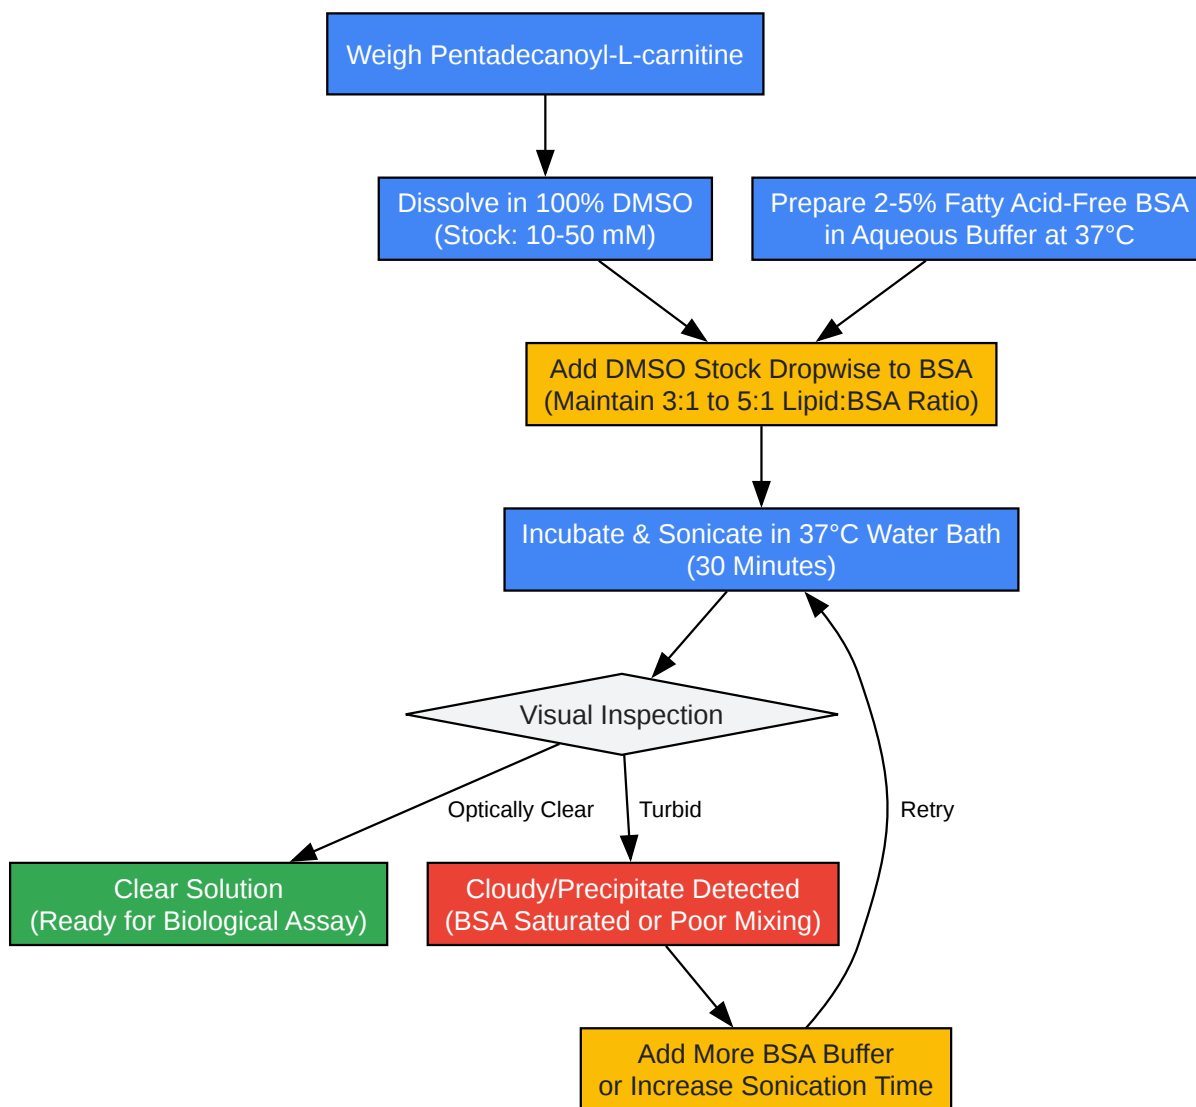 Weigh Pentadecanoyl-L-carnitine
Dissolve in 100% DMSO
(Stock: 10-50 mM)
Prepare 2-5% Fatty Acid-Free BSA
in Aqueous Buffer at 37°C
Add DMSO Stock Dropwise to BSA
(Maintain 3:1 to 5:1 Lipid:BSA Ratio)
Incubate & Sonicate in 37°C Water Bath
(30 Minutes)
Visual Inspection
Optically Clear
Turbid
Retry
Clear Solution
(Ready for Biological Assay)
Cloudy/Precipitate Detected
(BSA Saturated or Poor Mixing)
Add More BSA Buffer
or Increase Sonication Time